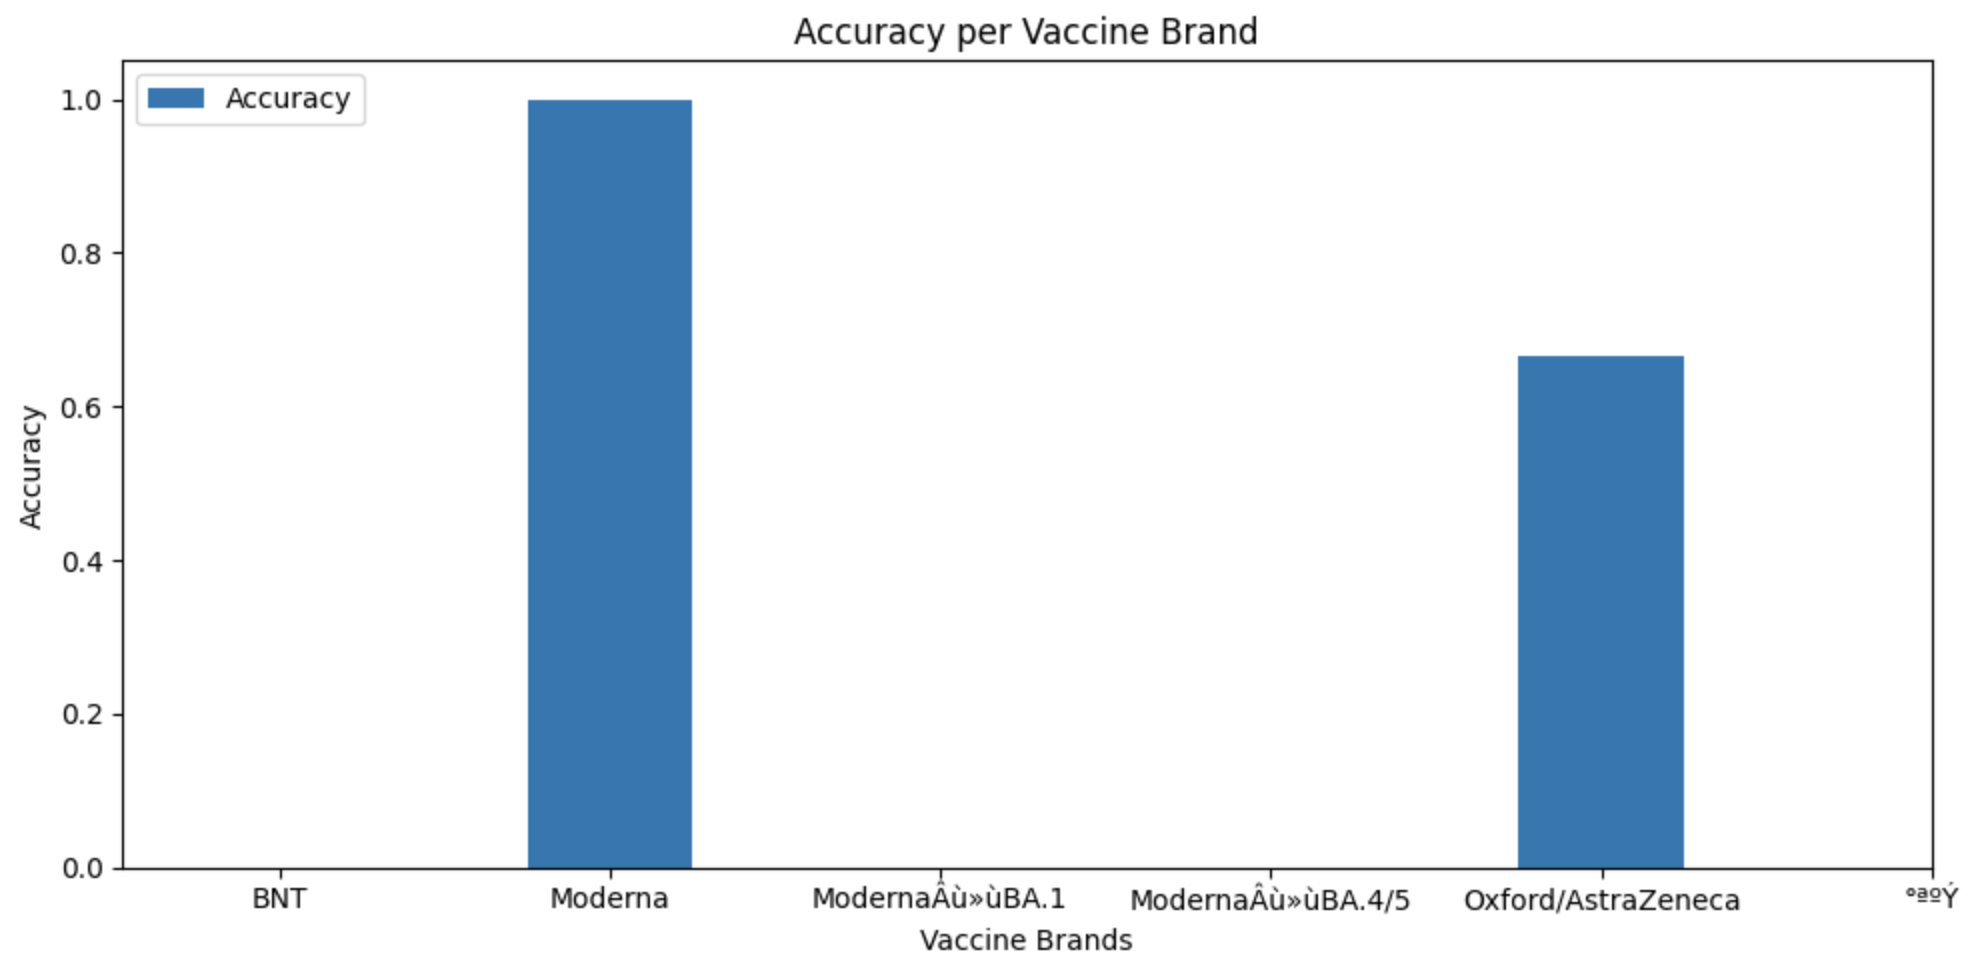 Accuracy per Vaccine Brand
Accuracy
1.0
0.8
0.6
0.4
0.2
0.0
Accuracy
BNT
Moderna
ModernaÂù»ùBA.1
ModernaÂù»ùBA.4/5
Oxford/AstraZeneca
°ªºÝ
Vaccine Brands